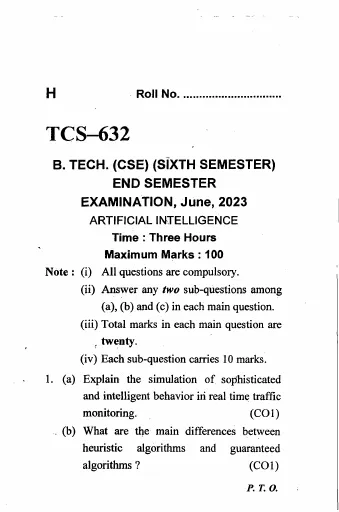 H Roll No. ...............................
TCS–632
B. TECH. (CSE) (SIXTH SEMESTER)
END SEMESTER
EXAMINATION, June, 2023
ARTIFICIAL INTELLIGENCE
Time : Three Hours
Maximum Marks : 100
Note : (i) All questions are compulsory.
(ii) Answer any two sub-questions among
(a), (b) and (c) in each main question.
(iii) Total marks in each main question are
twenty.
(iv) Each sub-question carries 10 marks.
1. (a) Explain the simulation of sophisticated
and intelligent behavior in real time traffic
monitoring. (CO1)
(b) What are the main differences between
heuristic algorithms and guaranteed
algorithms ? (CO1)
P. T. O.